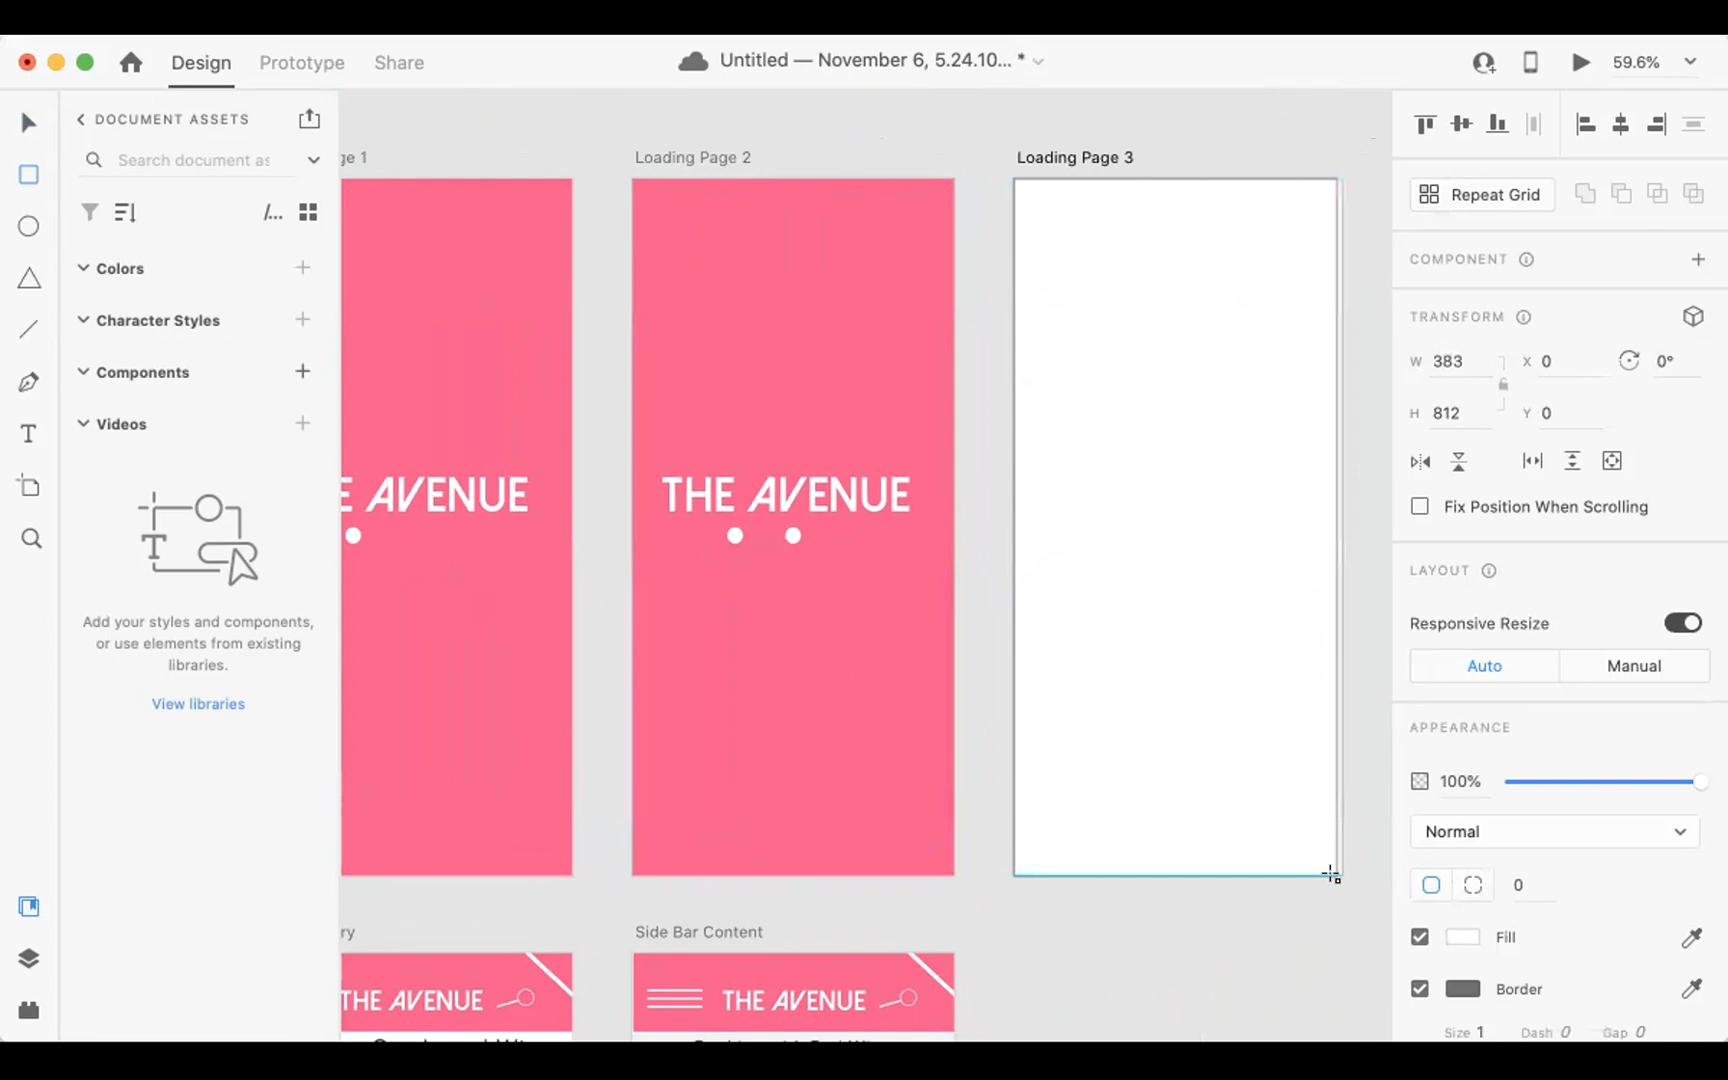 Design
Prototype
Share
Untitled — November 6, 5.24.10... *
59.6%
DOCUMENT ASSETS
Search document as
/...
Colors
Character Styles
Components
Videos
Add your styles and components,
or use elements from existing
libraries.
View libraries
ge 1
Loading Page 2
Loading Page 3
E AVENUE
THE AVENUE
ry
Side Bar Content
THE AVENUE
THE AVENUE
Repeat Grid
COMPONENT
TRANSFORM
W 383
X 0
0°
H 812
Y 0
Fix Position When Scrolling
LAYOUT
Responsive Resize
Auto
Manual
APPEARANCE
100%
Normal
0
Fill
Border
Size 1
Dash 0
Gap 0